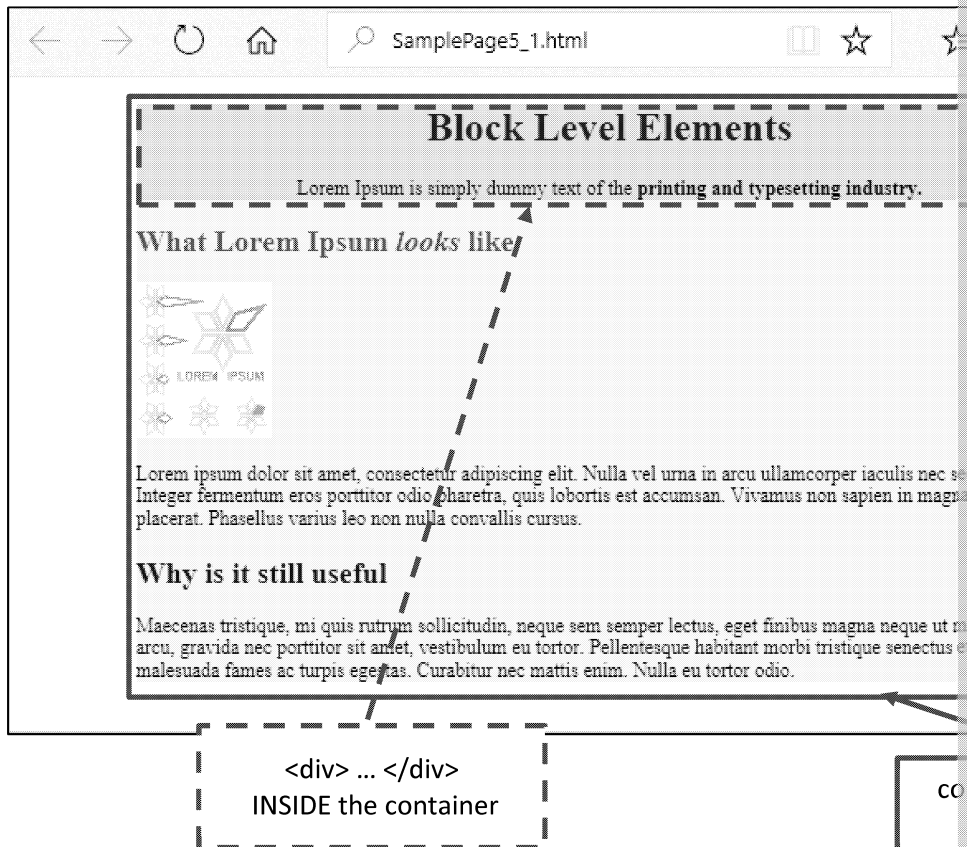 SamplePage5_1.html
Block Level Elements
Lorem Ipsum is simply dummy text of the printing and typesetting industry.
What Lorem Ipsum looks like
LOREM IPSUM
Lorem ipsum dolor sit amet, consectetur adipiscing elit. Nulla vel urna in arcu ullamcorper iaculis nec
Integer fermentum eros porttitor odio pharetra, quis lobortis est accumsan. Vivamus non sapien in
placerat. Phasellus varius leo non nulla convallis cursus.
Why is it still useful
Maecenas tristique, mi quis rutrum sollicitudin, neque sem semper lectus, eget finibus magna neque ut
arcu, gravida nec porttitor sit amet, vestibulum eu tortor. Pellentesque habitant morbi tristique senectus
malesuada fames ac turpis egestas. Curabitur nec mattis enim. Nulla eu tortor odio.
<div> ... </div>
INSIDE the container